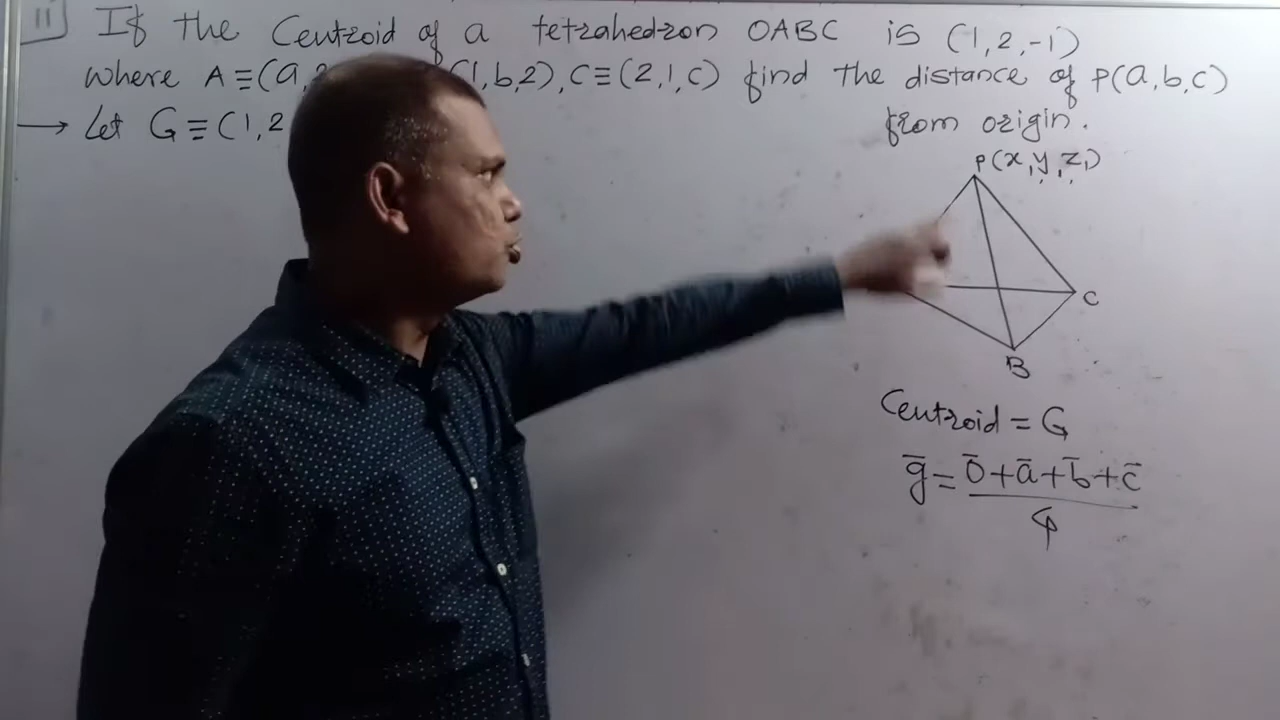 11 If the Centroid of a tetrahedron OABC is (1,2,-1)
where A≡(a, (1,b,2), C≡(2,1,c) find the distance of P(a,b,c)
→ Let G≡(1,2
from origin.
P(x,y,z)
C
B
Centroid = G
g̅ = o̅+a̅+b̅+c̅
4